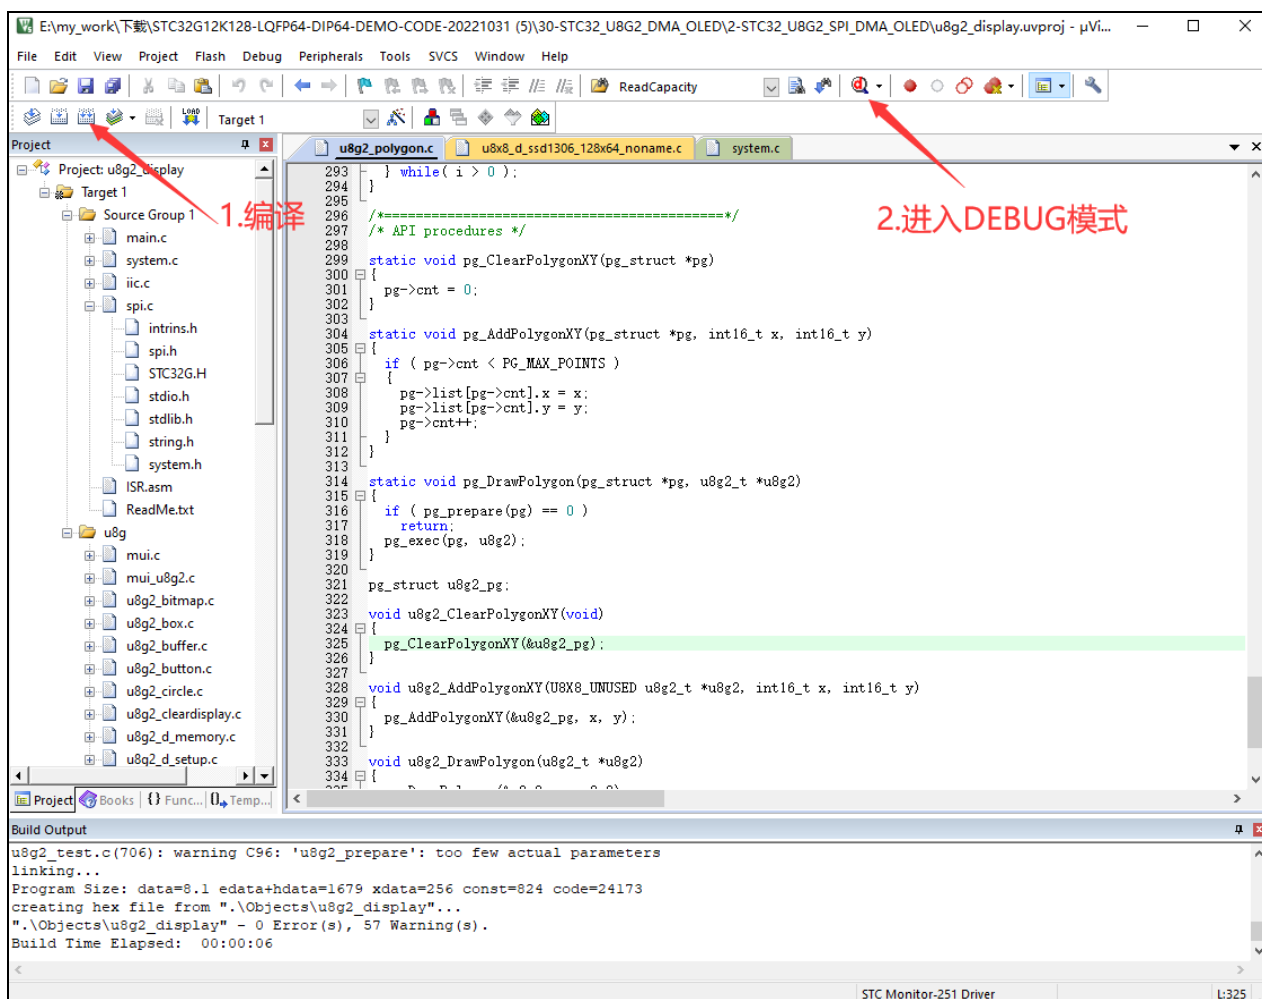 E:\my_work\下载\STC32G12K128-LQFP64-DIP64-DEMO-CODE-20221031 (5)\30-STC32_U8G2_DMA_OLED\2-STC32_U8G2_SPI_DMA_OLED\u8g2_display.uvproj - µVi...
File Edit View Project Flash Debug Peripherals Tools SVCS Window Help
ReadCapacity
LOAD Target 1
Project
u8g2_polygon.c u8x8_d_ssd1306_128x64_noname.c system.c
Project: u8g2_display
Target 1
Source Group 1
main.c
system.c
iic.c
spi.c
intrins.h
spi.h
STC32G.H
stdio.h
stdlib.h
string.h
system.h
ISR.asm
ReadMe.txt
u8g
mui.c
mui_u8g2.c
u8g2_bitmap.c
u8g2_box.c
u8g2_buffer.c
u8g2_button.c
u8g2_circle.c
u8g2_cleardisplay.c
u8g2_d_memory.c
u8g2_d_setup.c
Project Books {} Func... 0 Temp...
1.编译
2.进入DEBUG模式
293 } while( i > 0 );
294 }
295
296 /*===========================================*/
297 /* API procedures */
298
299 static void pg_ClearPolygonXY(pg_struct *pg)
300 {
301 pg->cnt = 0;
302 }
303
304 static void pg_AddPolygonXY(pg_struct *pg, int16_t x, int16_t y)
305 {
306 if ( pg->cnt < PG_MAX_POINTS )
307 {
308 pg->list[pg->cnt].x = x;
309 pg->list[pg->cnt].y = y;
310 pg->cnt++;
311 }
312 }
313
314 static void pg_DrawPolygon(pg_struct *pg, u8g2_t *u8g2)
315 {
316 if ( pg_prepare(pg) == 0 )
317 return;
318 pg_exec(pg, u8g2);
319 }
320
321 pg_struct u8g2_pg;
322
323 void u8g2_ClearPolygonXY(void)
324 {
325 pg_ClearPolygonXY(&u8g2_pg);
326 }
327
328 void u8g2_AddPolygonXY(U8X8_UNUSED u8g2_t *u8g2, int16_t x, int16_t y)
329 {
330 pg_AddPolygonXY(&u8g2_pg, x, y);
331 }
332
333 void u8g2_DrawPolygon(u8g2_t *u8g2)
334 {
Build Output
u8g2_test.c(706): warning C96: 'u8g2_prepare': too few actual parameters
linking...
Program Size: data=8.1 edata+hdata=1679 xdata=256 const=824 code=24173
creating hex file from ".\Objects\u8g2_display"...
".\Objects\u8g2_display" - 0 Error(s), 57 Warning(s).
Build Time Elapsed:  00:00:06
STC Monitor-251 Driver L:325